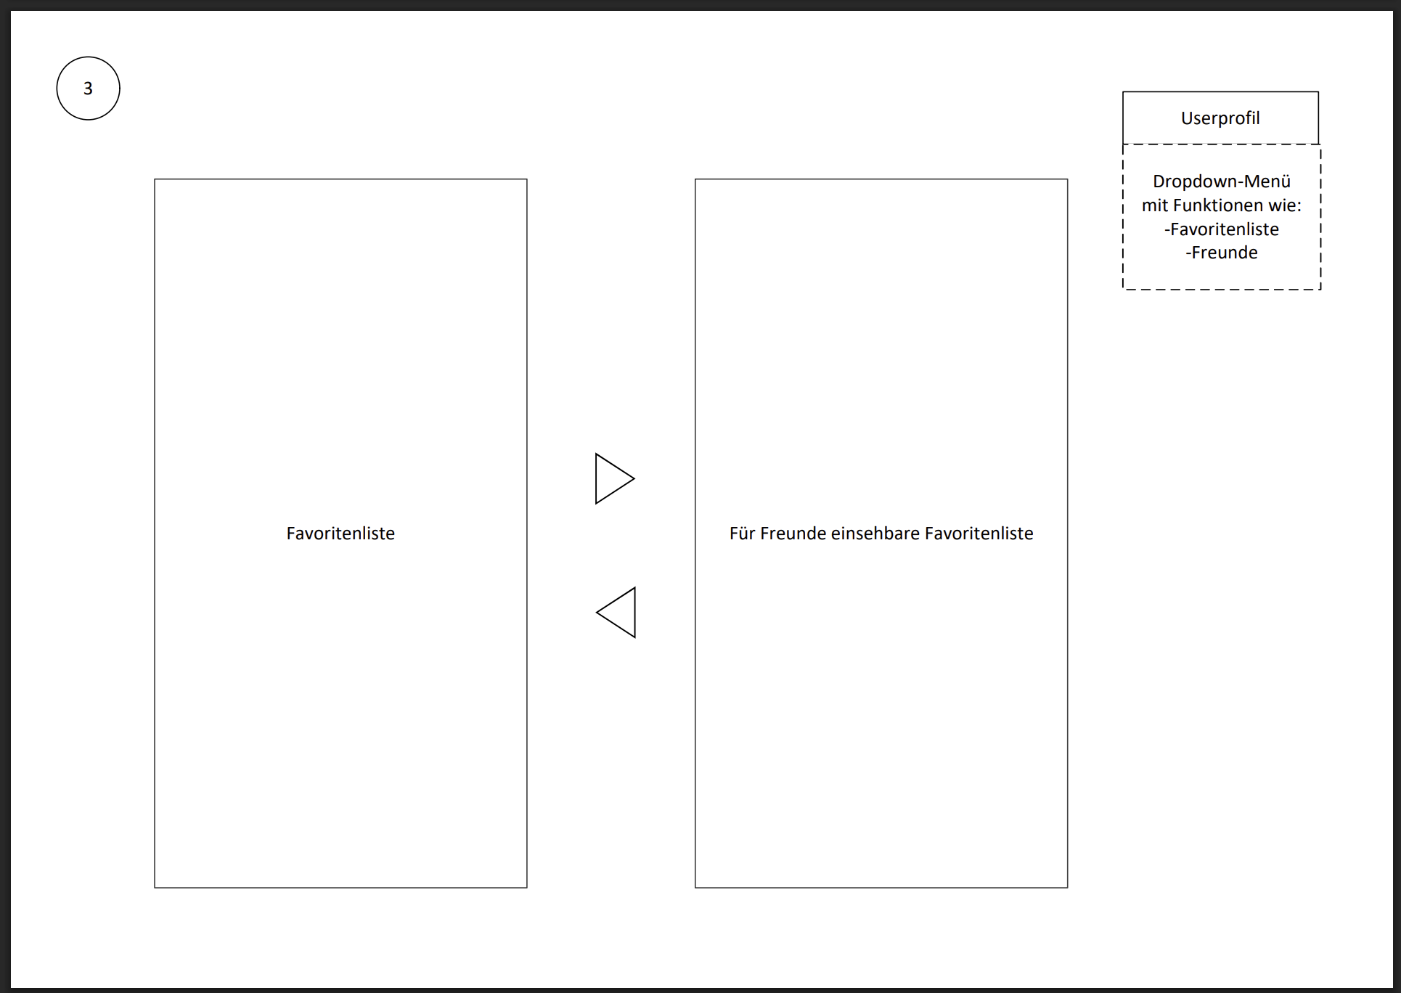 3
Userprofil
Dropdown-Menü
mit Funktionen wie:
-Favoritenliste
-Freunde
Favoritenliste
Für Freunde einsehbare Favoritenliste